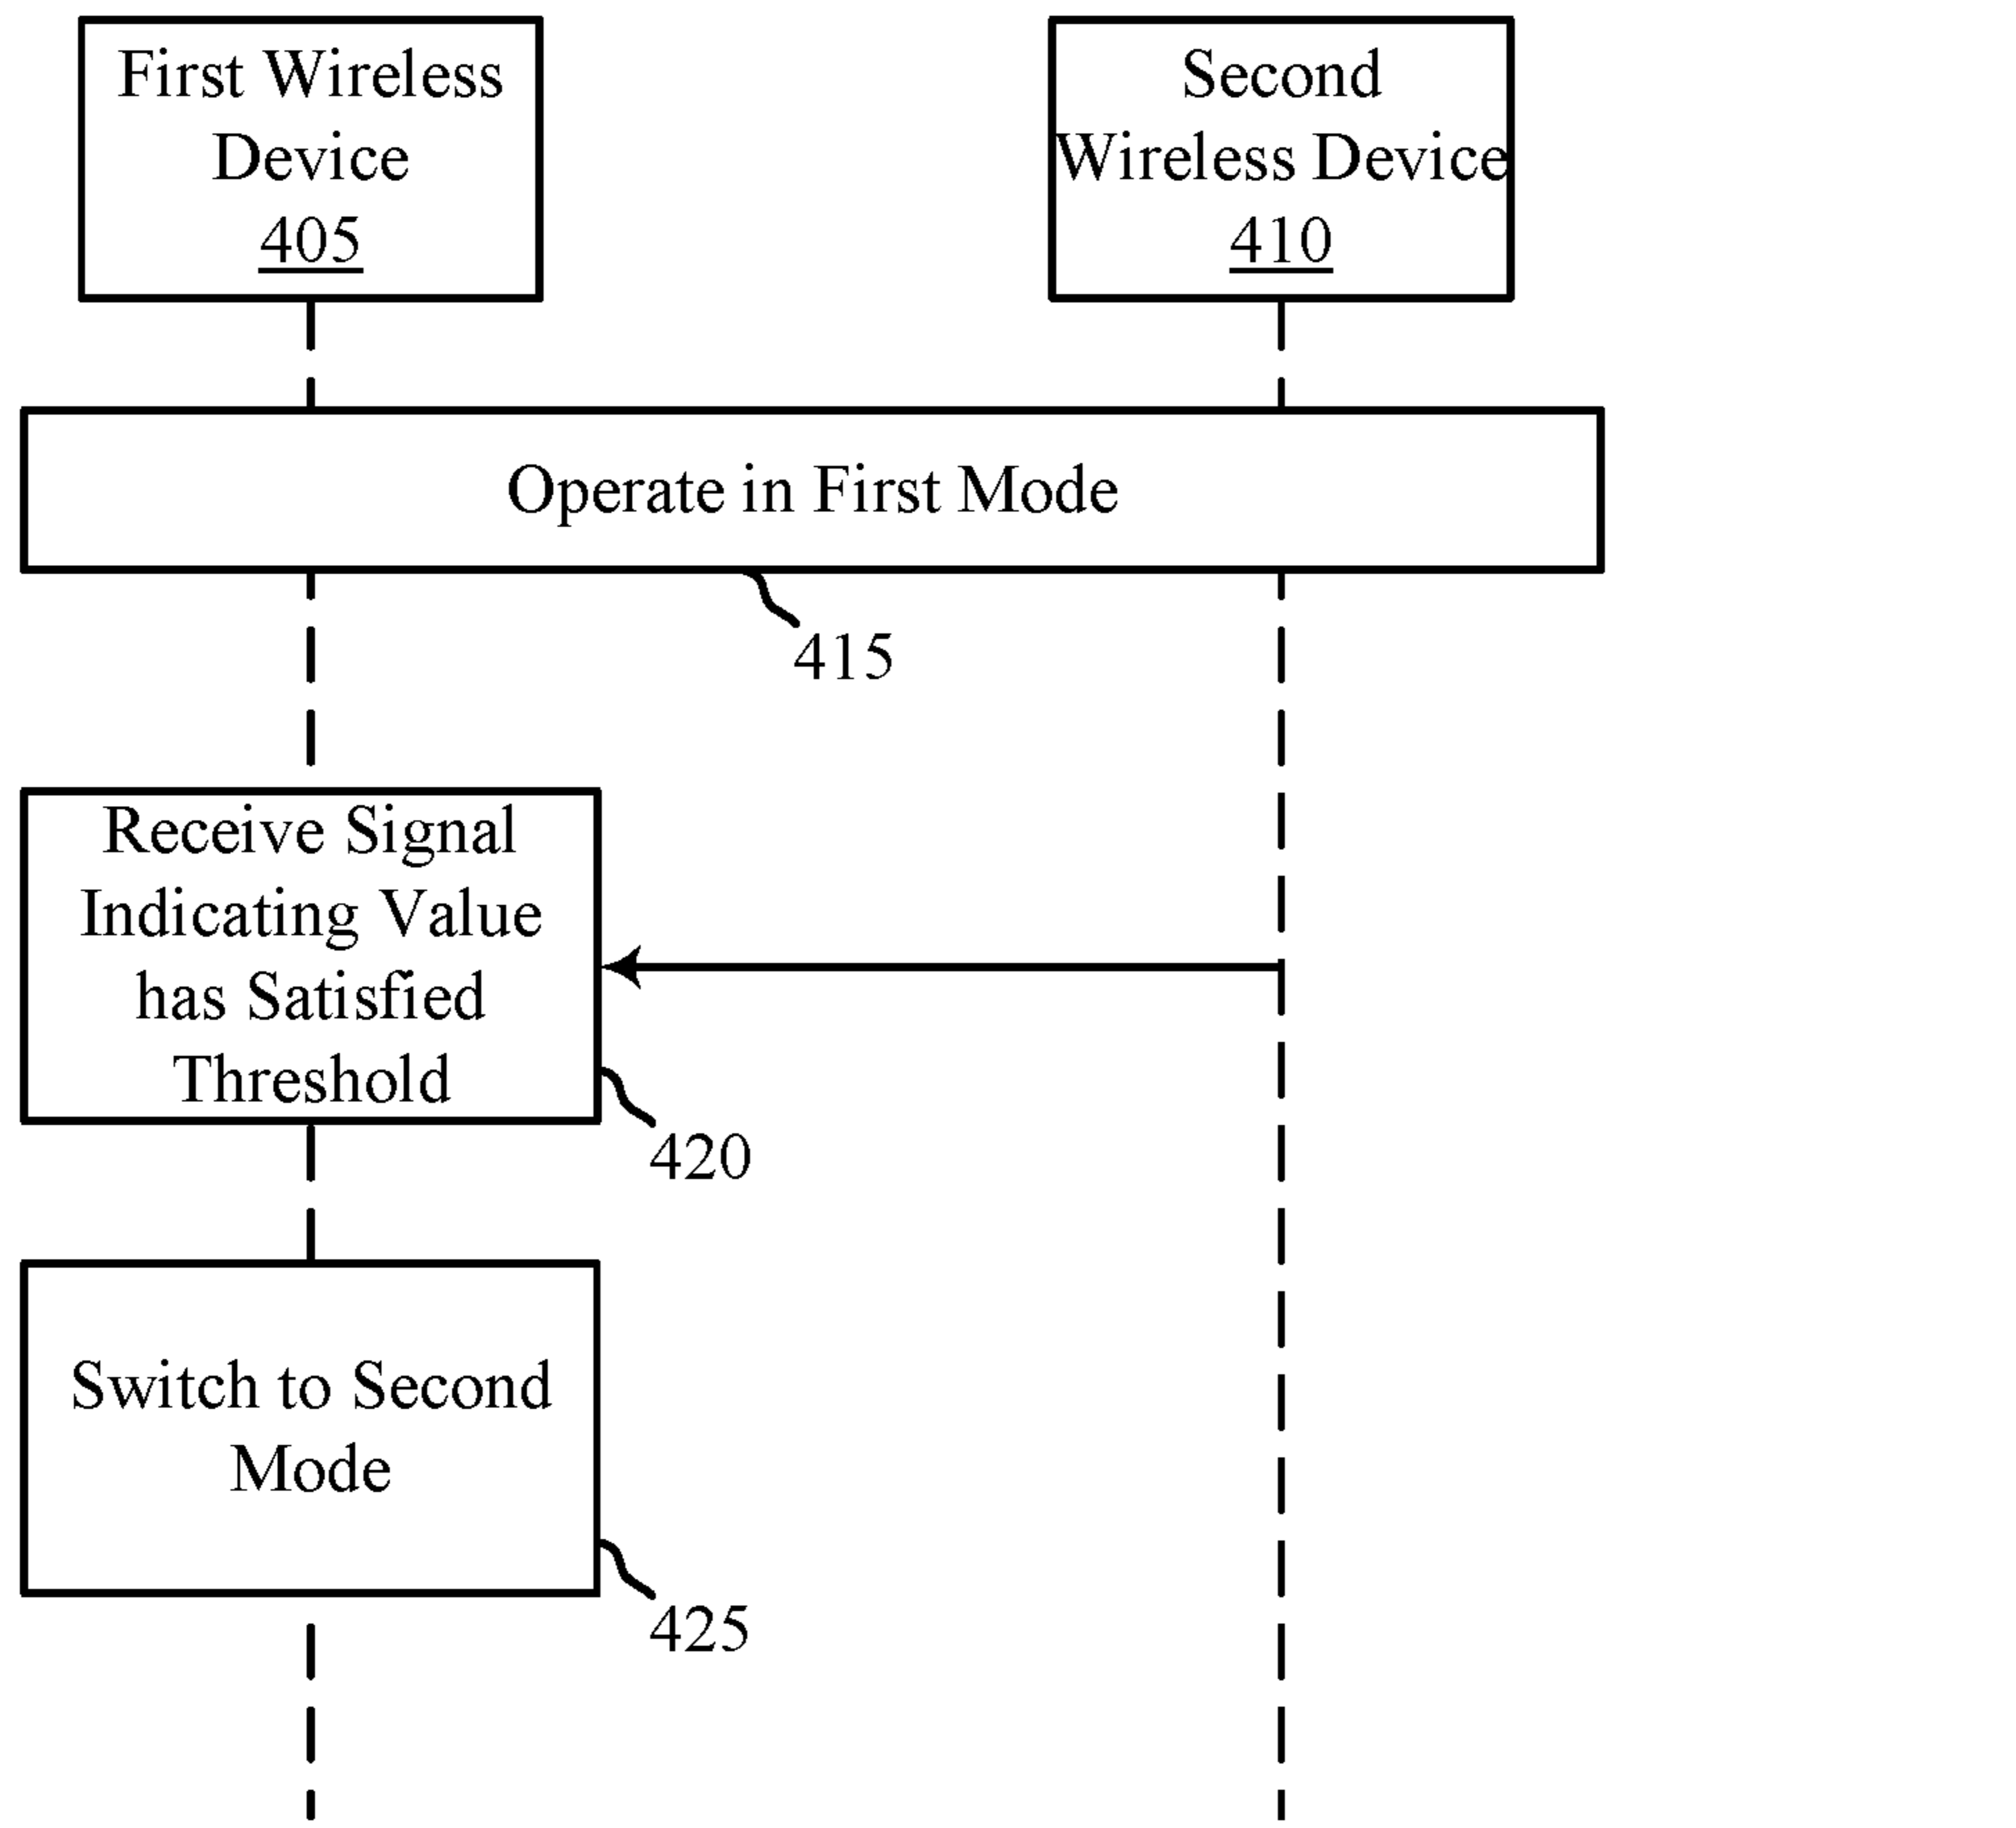 First Wireless
Device
405
Second
Wireless Device
410
Operate in First Mode
415
Receive Signal
Indicating Value
has Satisfied
Threshold
420
Switch to Second
Mode
425